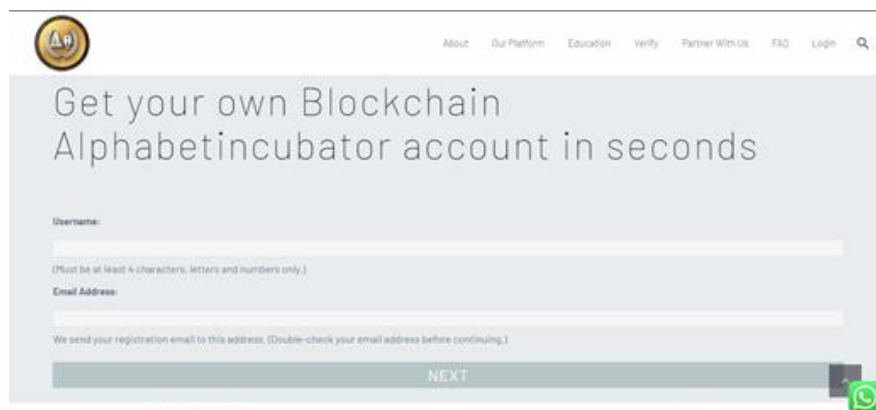 About Our Platform Education Verify Partner With Us FAQ Login
Get your own Blockchain
Alphabetincubator account in seconds
Username:
(Must be at least 4 characters, letters and numbers only.)
Email Address:
We send your registration email to this address. (Double-check your email address before continuing.)
NEXT